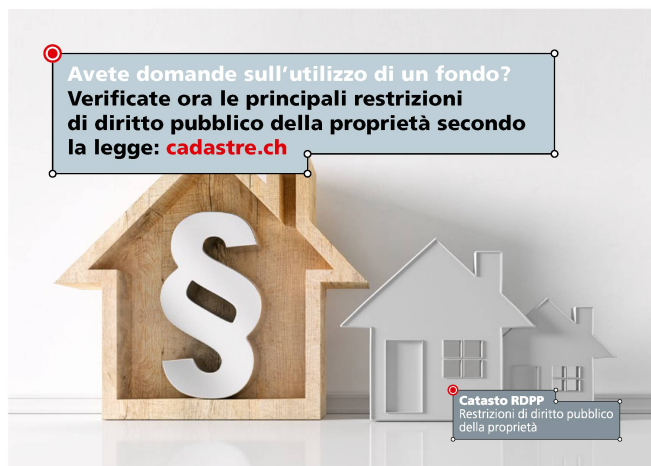 Avete domande sull'utilizzo di un fondo?
Verificate ora le principali restrizioni
di diritto pubblico della proprietà secondo
la legge: cadastre.ch
§
Catasto RDPP
Restrizioni di diritto pubblico
della proprietà